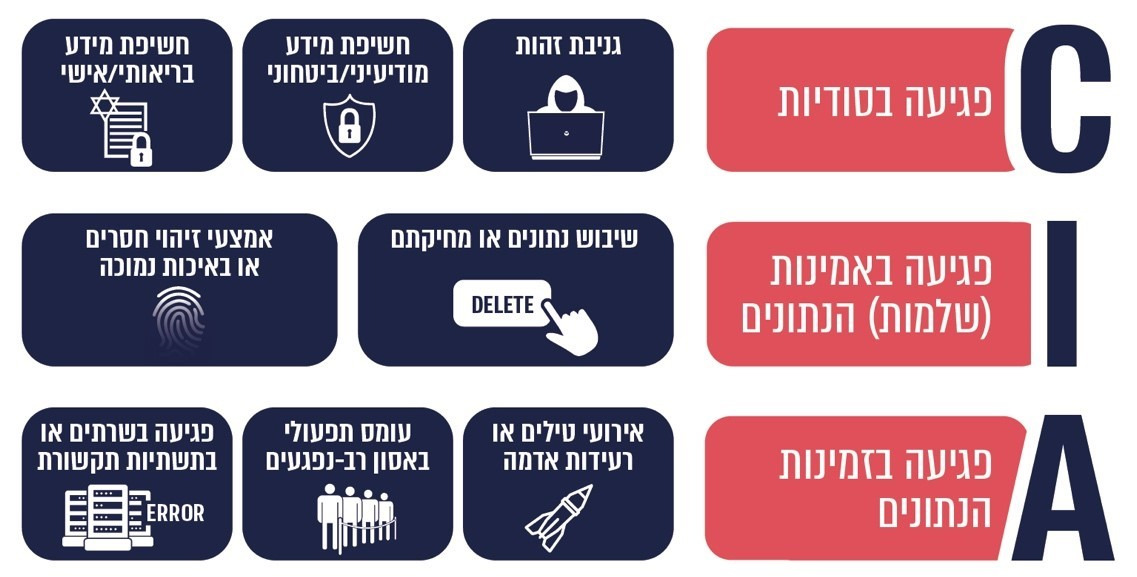 C
פגיעה בסודיות
גניבת זהות
חשיפת מידע
מודיעיני/ביטחוני
חשיפת מידע
בריאותי/אישי
I
פגיעה באמינות
(שלמות) הנתונים
שיבוש נתונים או מחיקתם
DELETE
אמצעי זיהוי חסרים
או באיכות נמוכה
A
פגיעה בזמינות
הנתונים
אירועי טילים או
רעידות אדמה
עומס תפעולי
באסון רב-נפגעים
פגיעה בשרתים או
בתשתיות תקשורת
ERROR